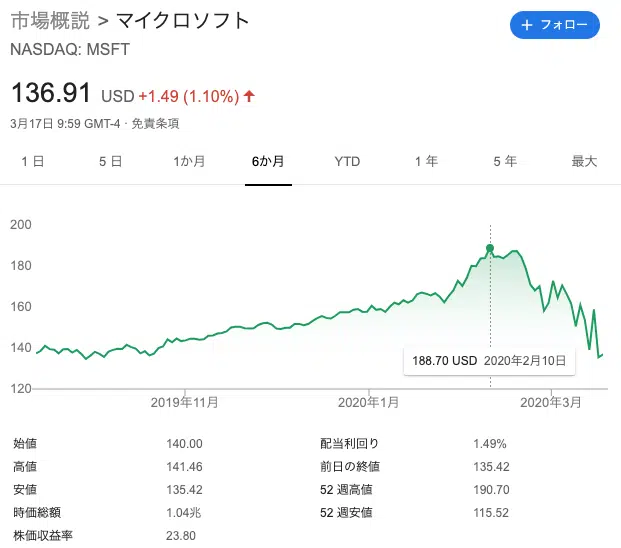 市場概説 > マイクロソフト
+ フォロー
NASDAQ: MSFT
136.91 USD +1.49 (1.10%) ↑
3月17日 9:59 GMT-4 · 免責条項
1 日 5 日 1か月 6か月 YTD 1 年 5 年 最大
200
180
160
140
120
188.70 USD 2020年2月10日
2019年11月 2020年1月 2020年3月
始値 140.00 配当利回り 1.49%
高値 141.46 前日の終値 135.42
安値 135.42 52 週高値 190.70
時価総額 1.04兆 52 週安値 115.52
株価収益率 23.80